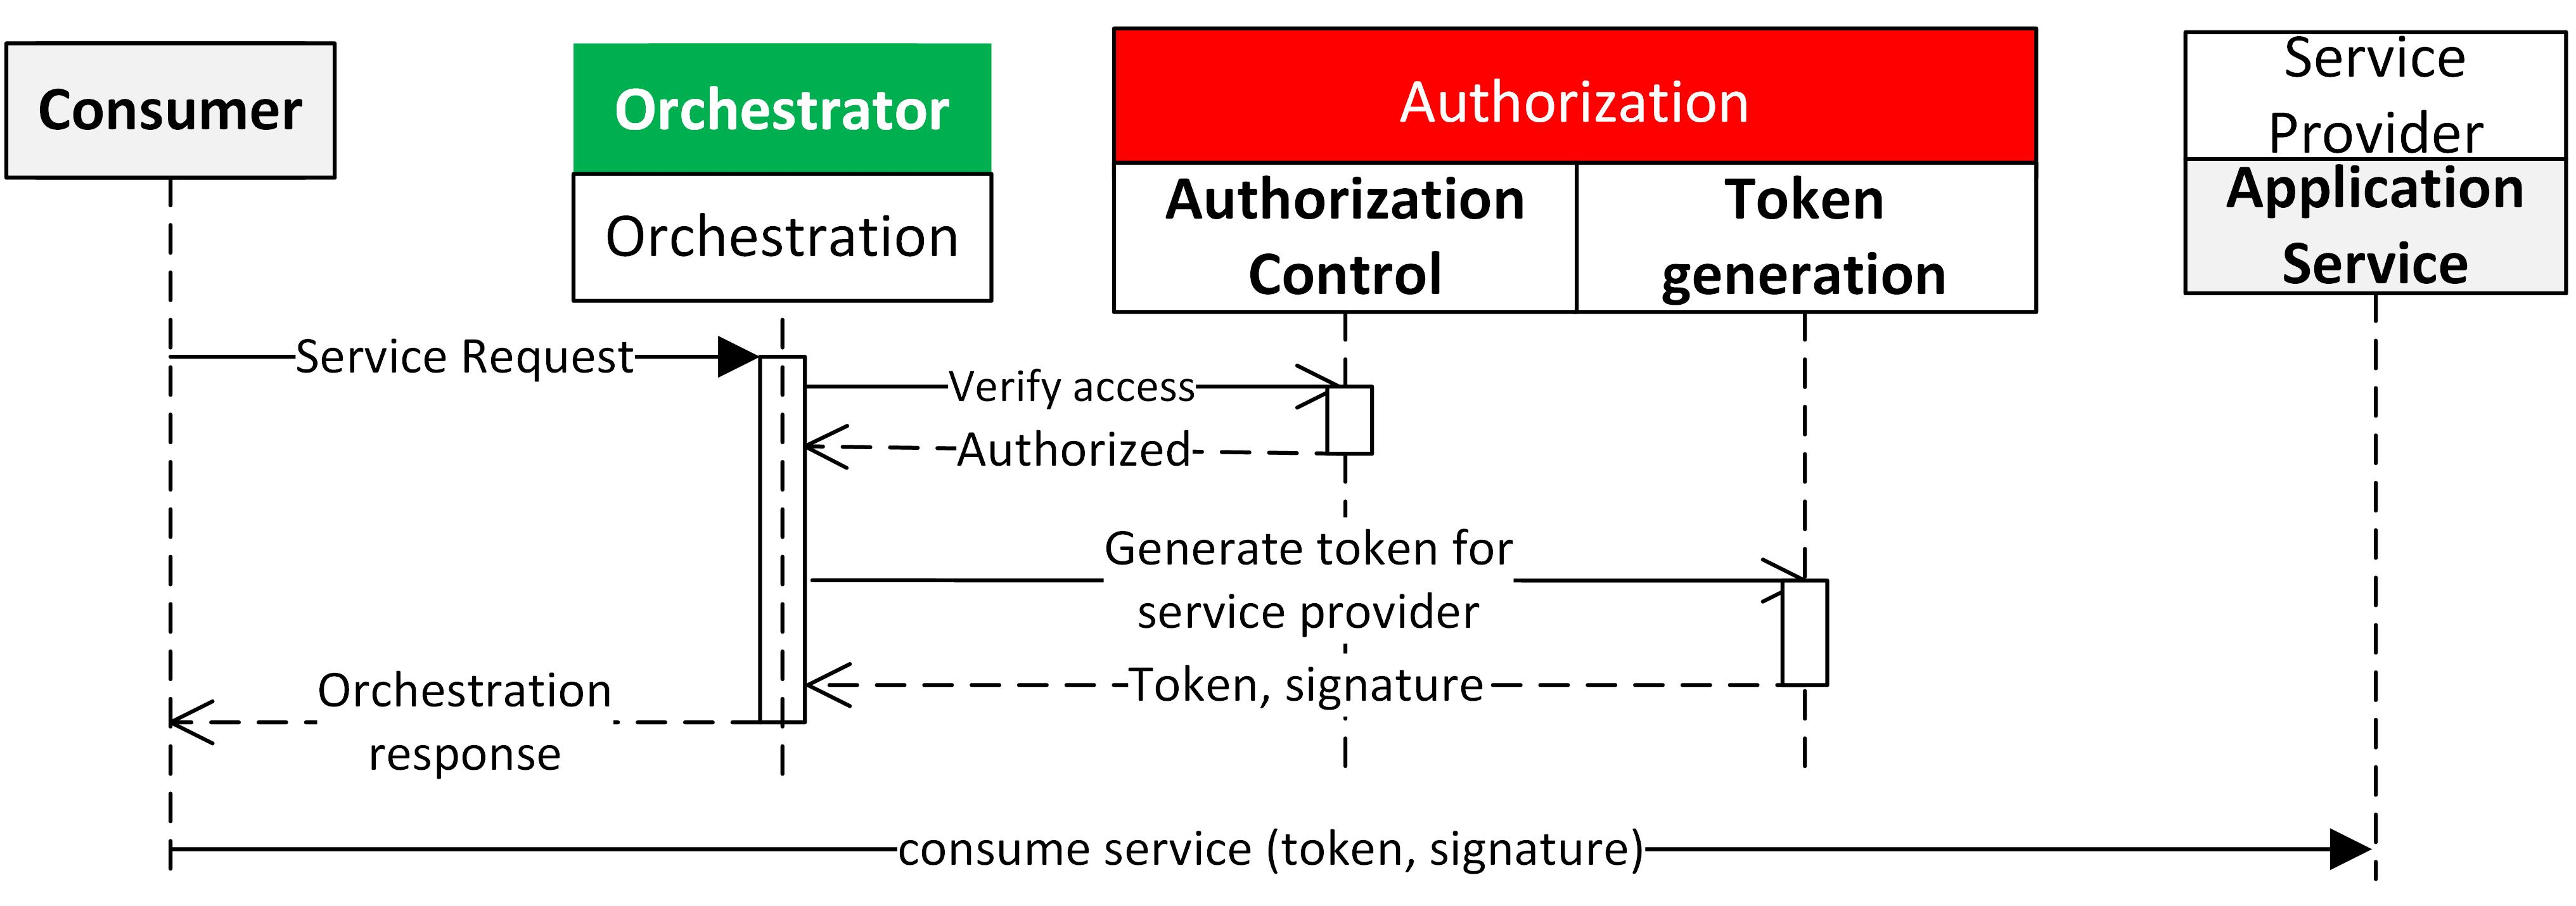 Consumer
Orchestrator
Orchestration
Authorization
Authorization
Control
Token
generation
Service
Provider
Application
Service
Service Request
Verify access
Authorized
Generate token for
service provider
Token, signature
Orchestration
response
consume service (token, signature)